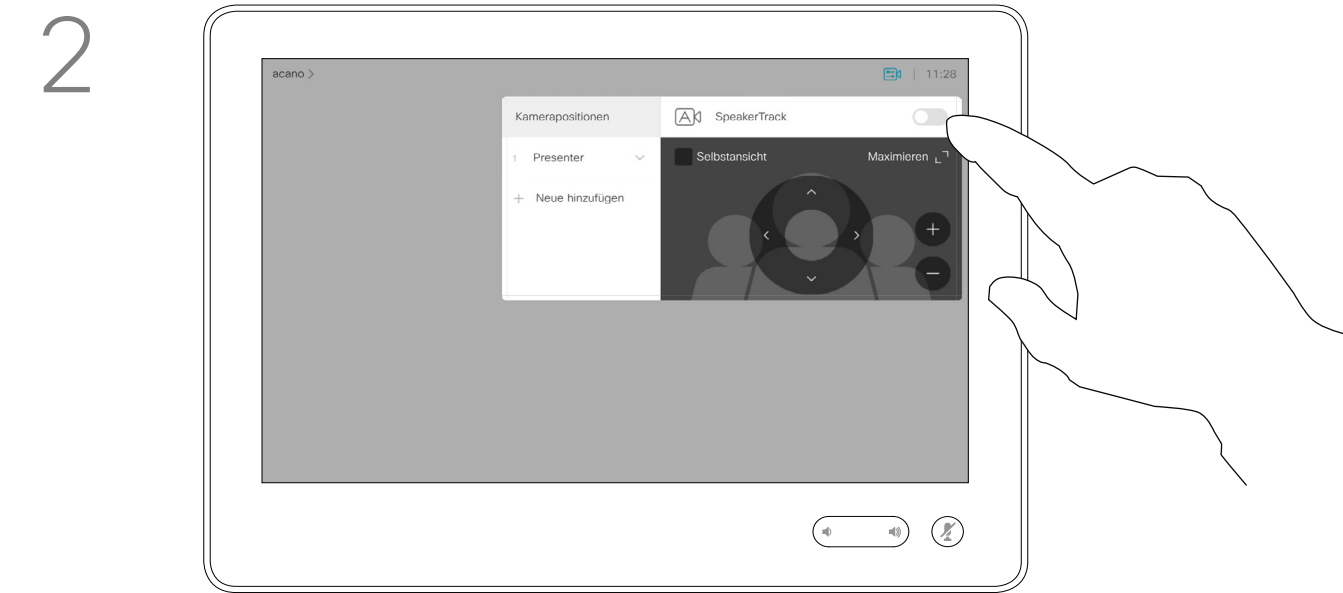 2
acano >
11:28
Kamerapositionen
SpeakerTrack
1 Presenter
Selbstansicht
Maximieren
+ Neue hinzufügen